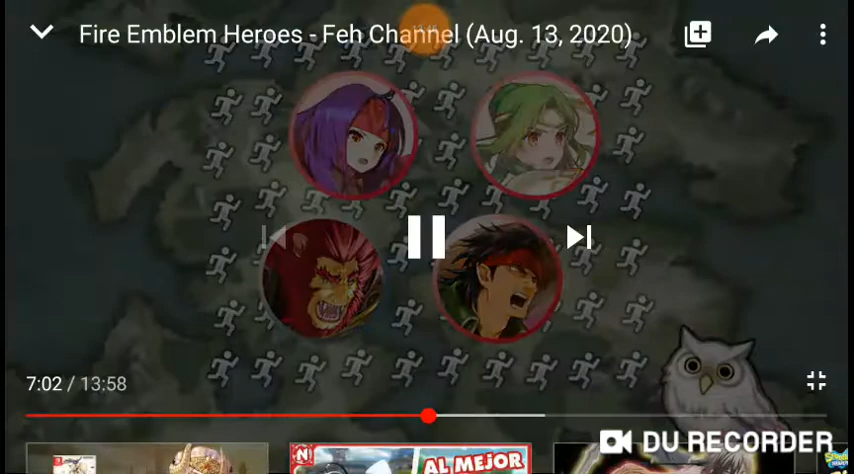 Fire Emblem Heroes - Feh Channel (Aug. 13, 2020)
7:02 / 13:58
AL MEJOR
DU RECORDER